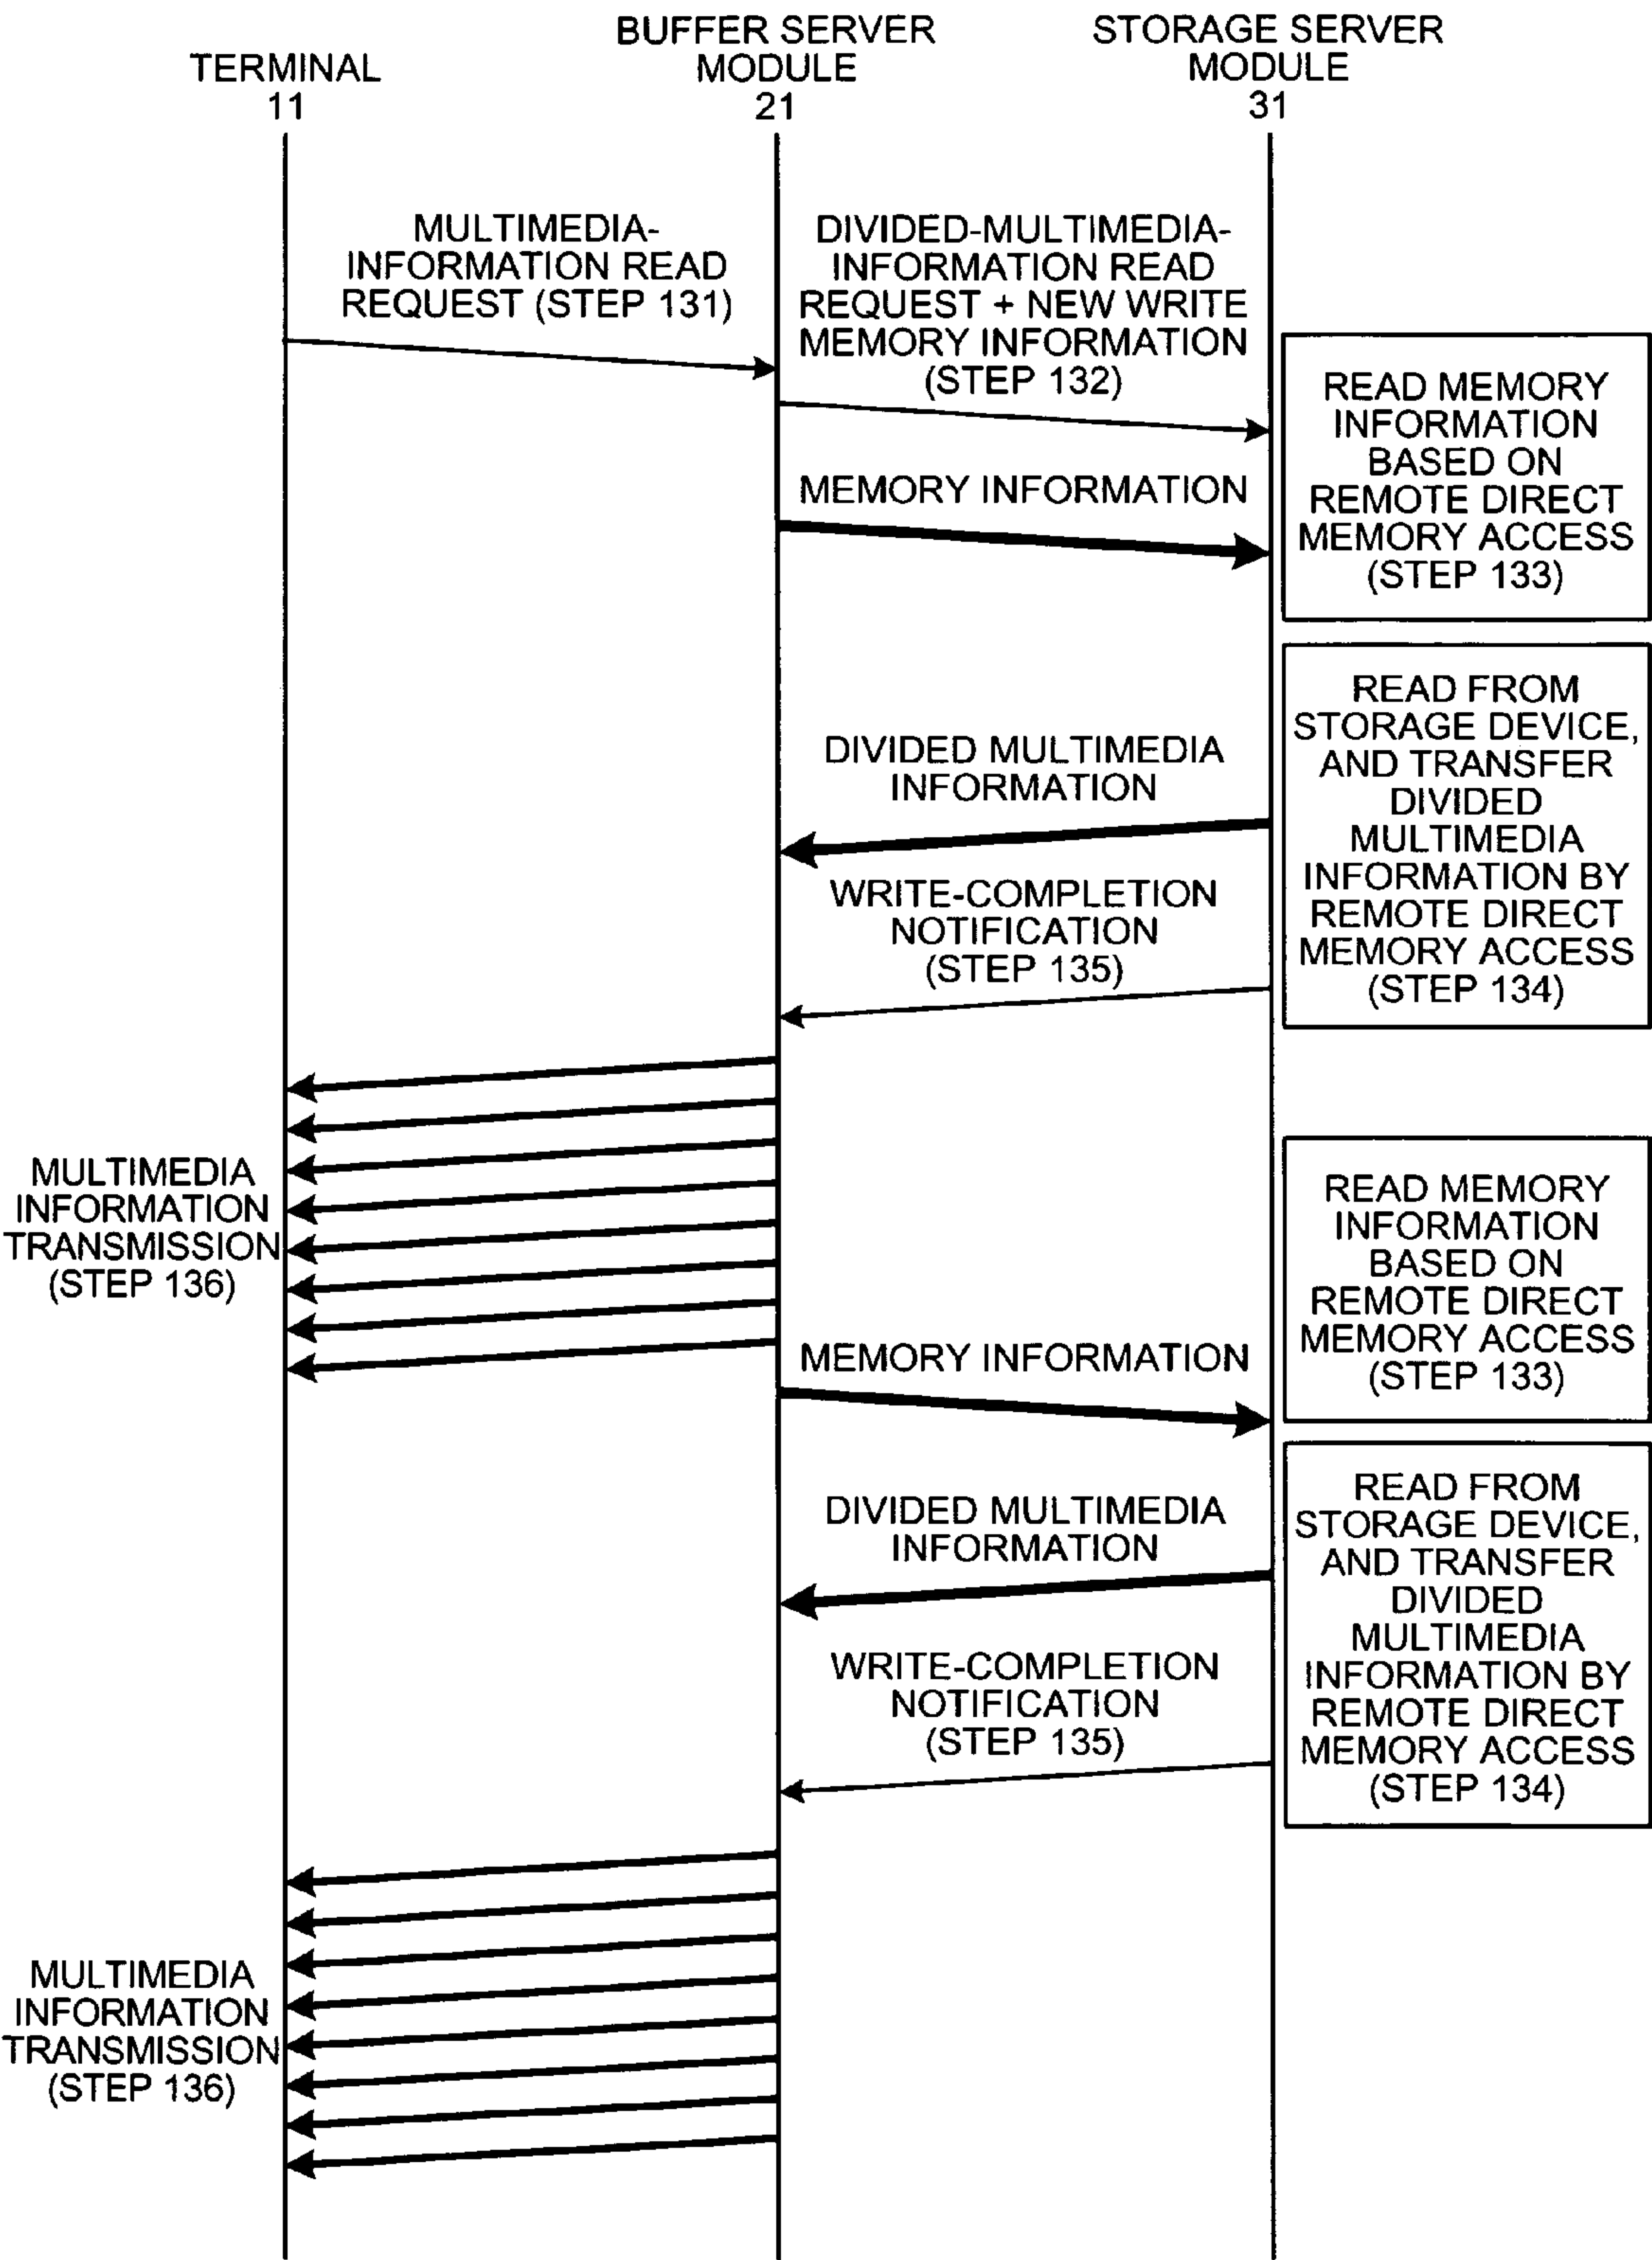 TERMINAL
11
BUFFER SERVER
MODULE
21
STORAGE SERVER
MODULE
31
MULTIMEDIA-
INFORMATION READ
REQUEST (STEP 131)
DIVIDED-MULTIMEDIA-
INFORMATION READ
REQUEST + NEW WRITE
MEMORY INFORMATION
(STEP 132)
READ MEMORY
INFORMATION
BASED ON
REMOTE DIRECT
MEMORY ACCESS
(STEP 133)
MEMORY INFORMATION
READ FROM
STORAGE DEVICE,
AND TRANSFER
DIVIDED
MULTIMEDIA
INFORMATION BY
REMOTE DIRECT
MEMORY ACCESS
(STEP 134)
DIVIDED MULTIMEDIA
INFORMATION
WRITE-COMPLETION
NOTIFICATION
(STEP 135)
MULTIMEDIA
INFORMATION
TRANSMISSION
(STEP 136)
READ MEMORY
INFORMATION
BASED ON
REMOTE DIRECT
MEMORY ACCESS
(STEP 133)
MEMORY INFORMATION
READ FROM
STORAGE DEVICE,
AND TRANSFER
DIVIDED
MULTIMEDIA
INFORMATION BY
REMOTE DIRECT
MEMORY ACCESS
(STEP 134)
DIVIDED MULTIMEDIA
INFORMATION
WRITE-COMPLETION
NOTIFICATION
(STEP 135)
MULTIMEDIA
INFORMATION
TRANSMISSION
(STEP 136)